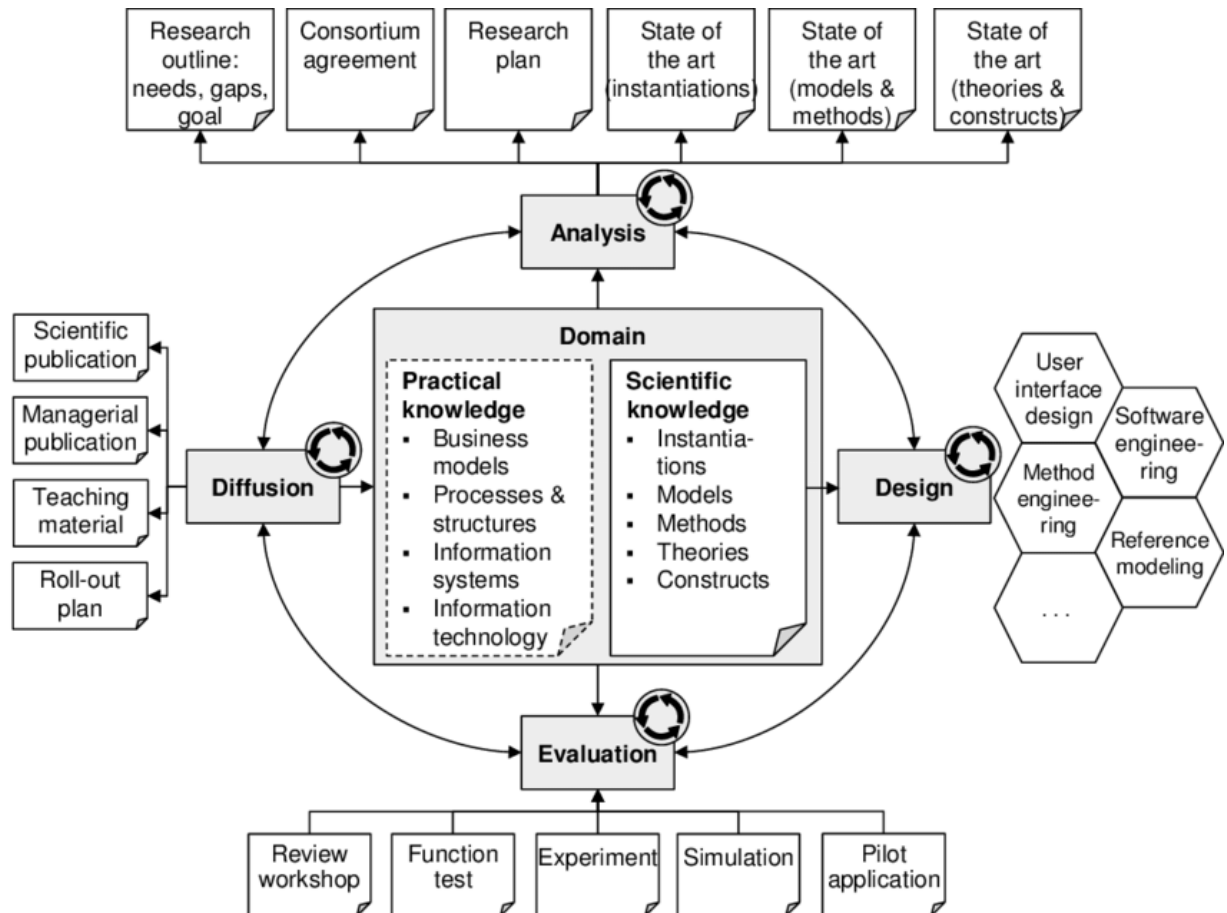 Research
outline:
needs, gaps,
goal
Consortium
agreement
Research
plan
State of
the art
(instantiations)
State of
the art
(models &
methods)
State of
the art
(theories &
constructs)
Analysis
Domain
Practical
knowledge
▪ Business
models
▪ Processes &
structures
▪ Information
systems
▪ Information
technology
Scientific
knowledge
▪ Instantia-
tions
▪ Models
▪ Methods
▪ Theories
▪ Constructs
Scientific
publication
Managerial
publication
Teaching
material
Roll-out
plan
Diffusion
Design
User
interface
design
Software
enginee-
ring
Method
enginee-
ring
Reference
modeling
...
Evaluation
Review
workshop
Function
test
Experiment
Simulation
Pilot
application